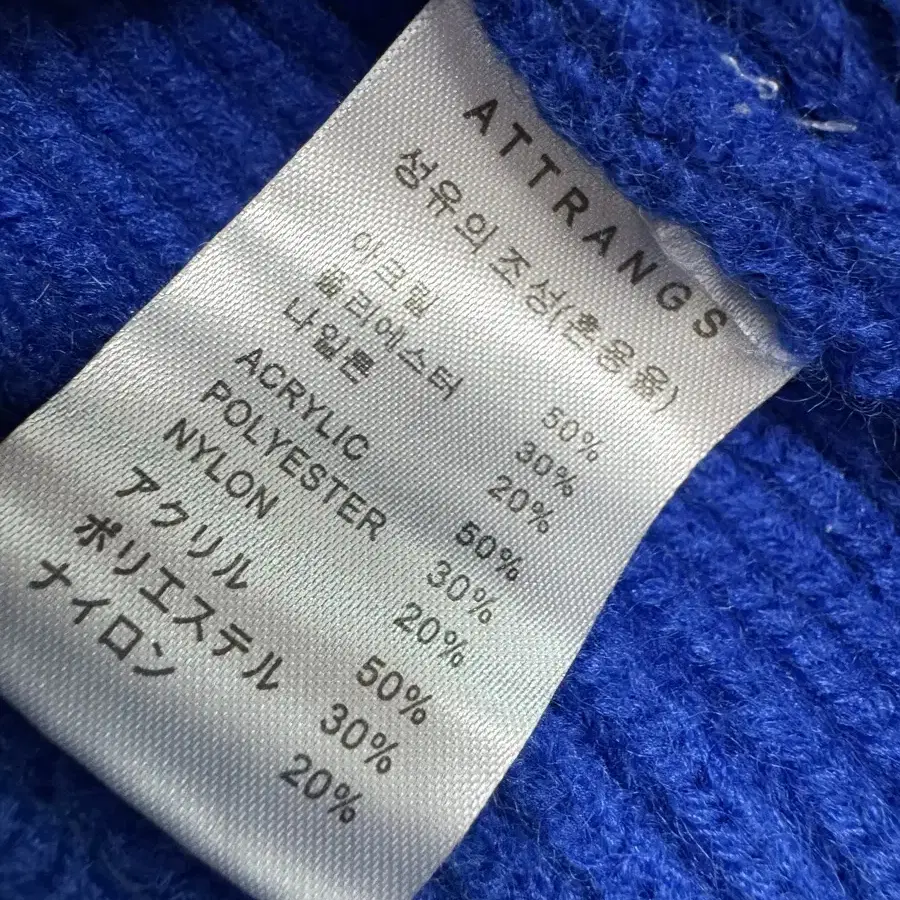 ATTRANGS
섬유의 조성(혼용율)
아크릴 50%
폴리에스터 30%
나일론 20%
ACRYLIC 50%
POLYESTER 30%
NYLON 20%
アクリル 50%
ポリエステル 30%
ナイロン 20%